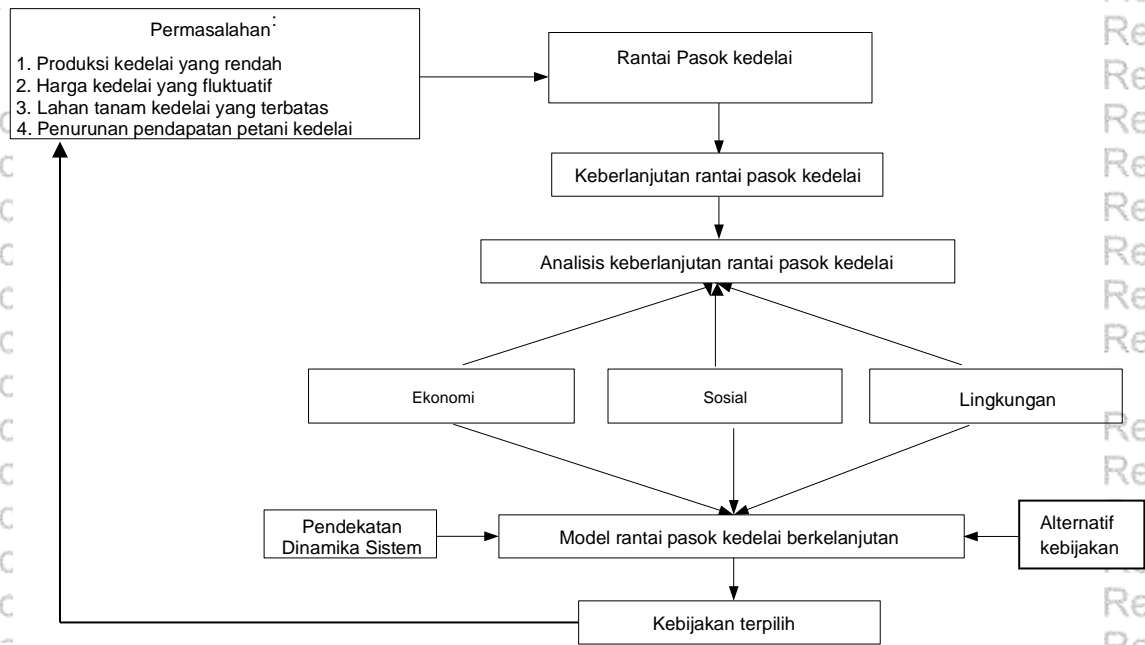 Permasalahan :
1. Produksi kedelai yang rendah
2. Harga kedelai yang fluktuatif
3. Lahan tanam kedelai yang terbatas
4. Penurunan pendapatan petani kedelai
Rantai Pasok kedelai
Keberlanjutan rantai pasok kedelai
Analisis keberlanjutan rantai pasok kedelai
Ekonomi
Sosial
Lingkungan
Pendekatan
Dinamika Sistem
Model rantai pasok kedelai berkelanjutan
Alternatif
kebijakan
Kebijakan terpilih